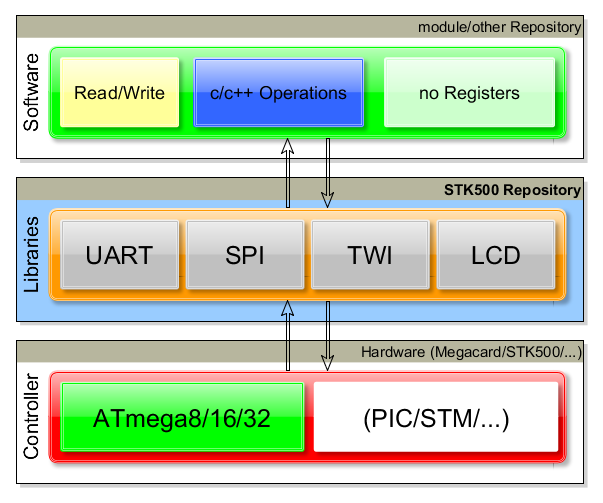 module/other Repository
Software
Read/Write
c/c++ Operations
no Registers
STK500 Repository
Libraries
UART
SPI
TWI
LCD
Hardware (Megacard/STK500/...)
Controller
ATmega8/16/32
(PIC/STM/...)